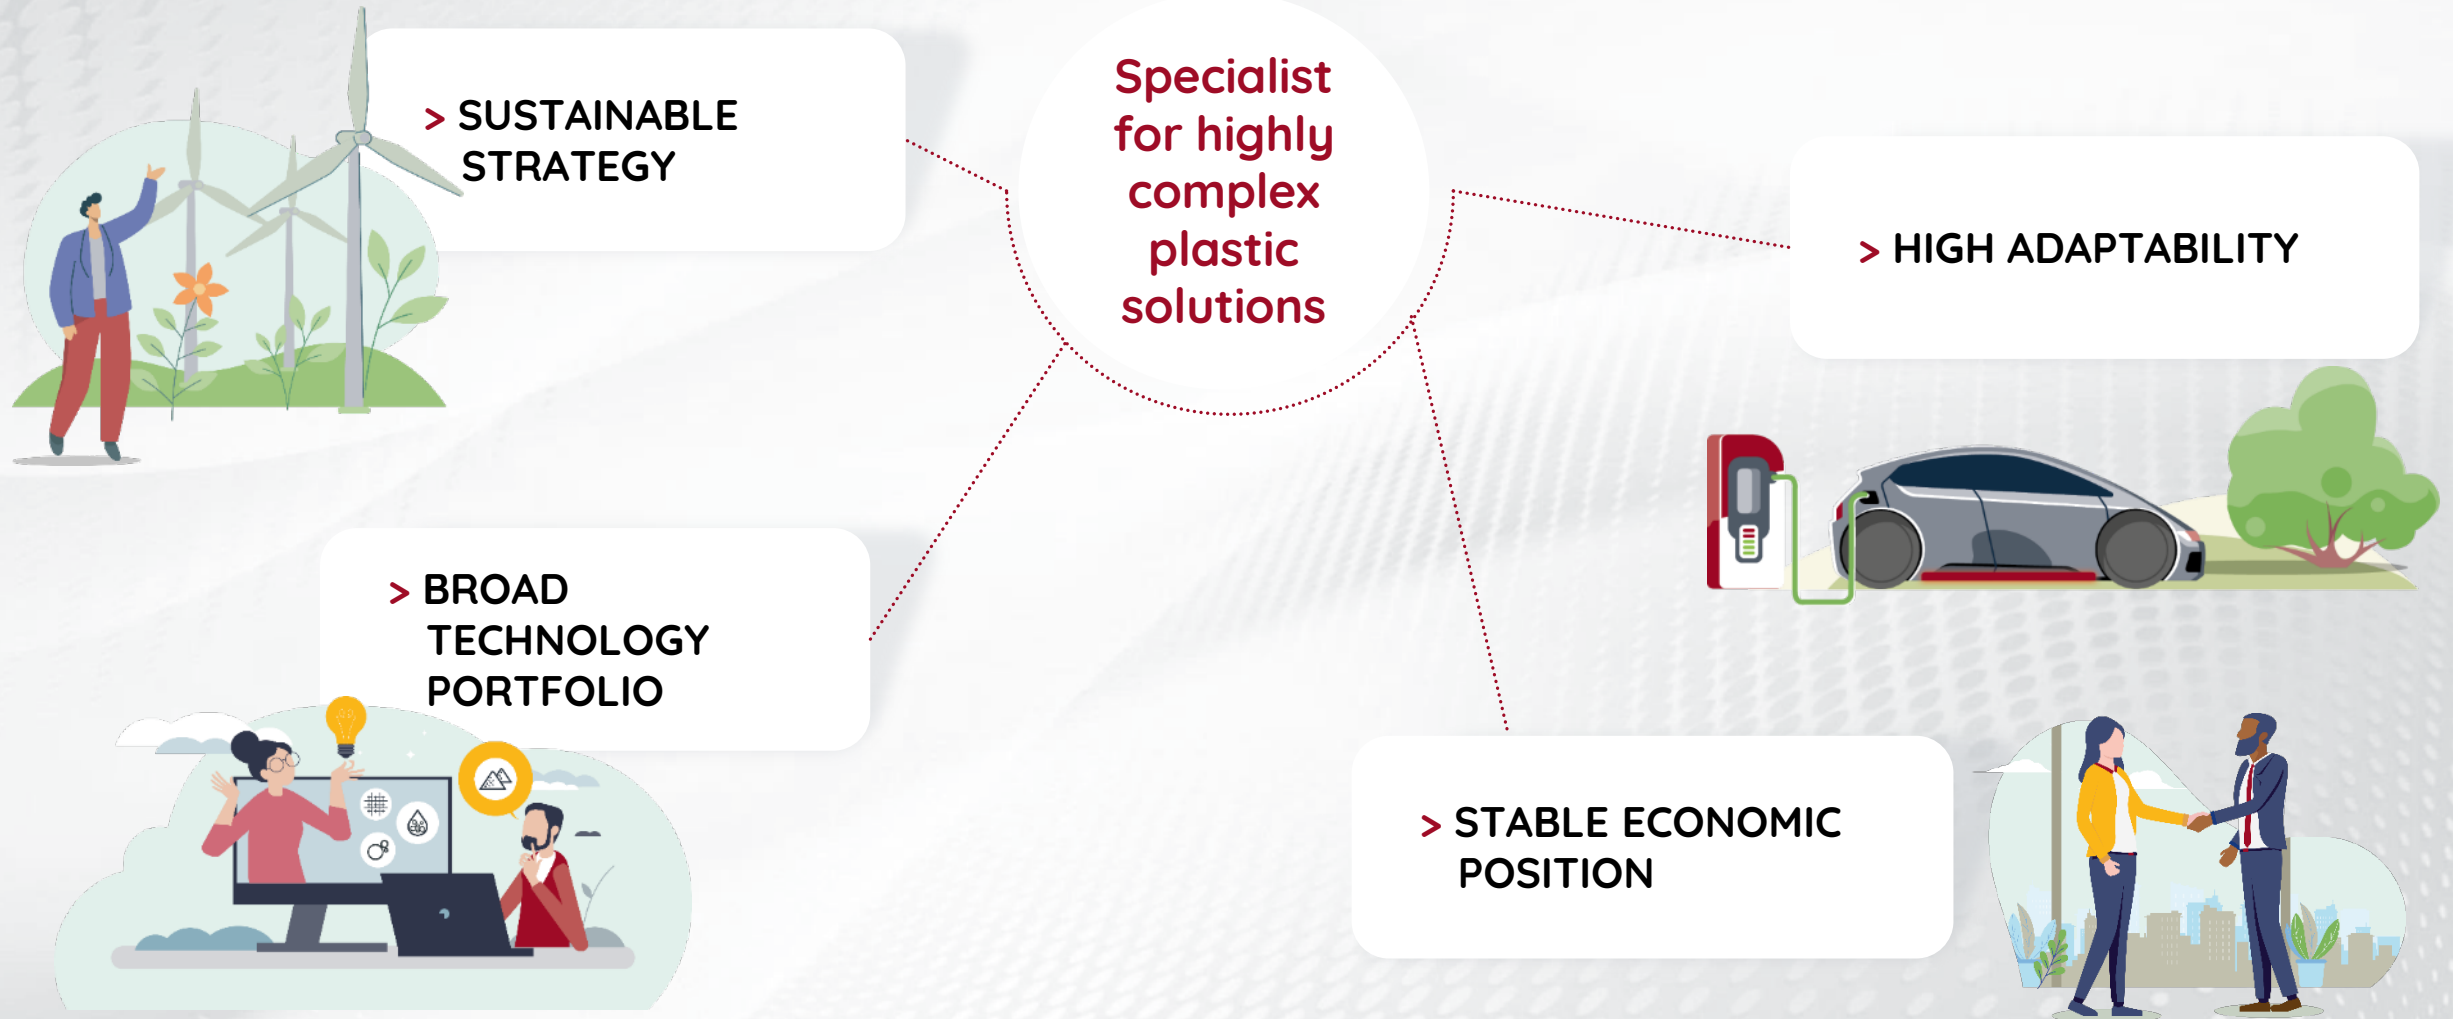 Specialist
for highly
complex
plastic
solutions
> SUSTAINABLE
STRATEGY
> HIGH ADAPTABILITY
> BROAD
TECHNOLOGY
PORTFOLIO
> STABLE ECONOMIC
POSITION